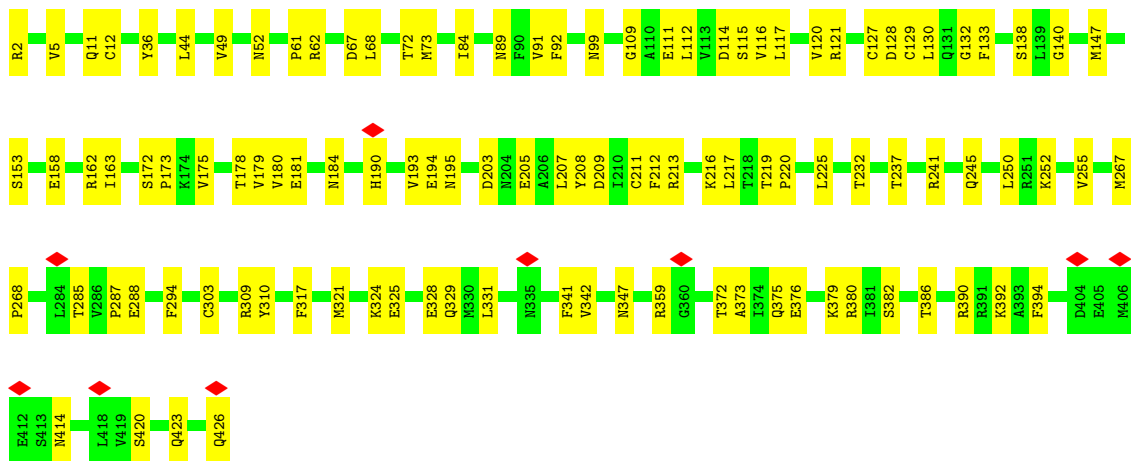 R2 V5 Q11 C12 Y36 L44 V49 N52 P61 R62 D67 L68 T72 M73 I84 N89 F90 V91 F92 N99 G109 A110 E111 L112 V113 D114 S115 V116 L117 V120 R121 C127 D128 C129 L130 Q131 G132 F133 S138 L139 G140 M147
S153 E158 R162 I163 S172 P173 K174 V175 T178 V179 V180 E181 N184 H190 V193 E194 N195 D203 N204 E205 A206 L207 Y208 D209 I210 C211 F212 R213 K216 L217 T218 T219 P220 L225 T232 T237 R241 Q245 L250 R251 K252 V255 M267
P268 L284 T285 V286 P287 E288 F294 C303 R309 Y310 F317 M321 K324 E325 E328 Q329 M330 L331 N335 F341 V342 N347 R359 G360 T372 A373 I374 Q375 E376 K379 R380 I381 S382 T386 R390 R391 K392 A393 F394 D404 E405 M406
E412 S413 N414 L418 V419 S420 Q423 Q426